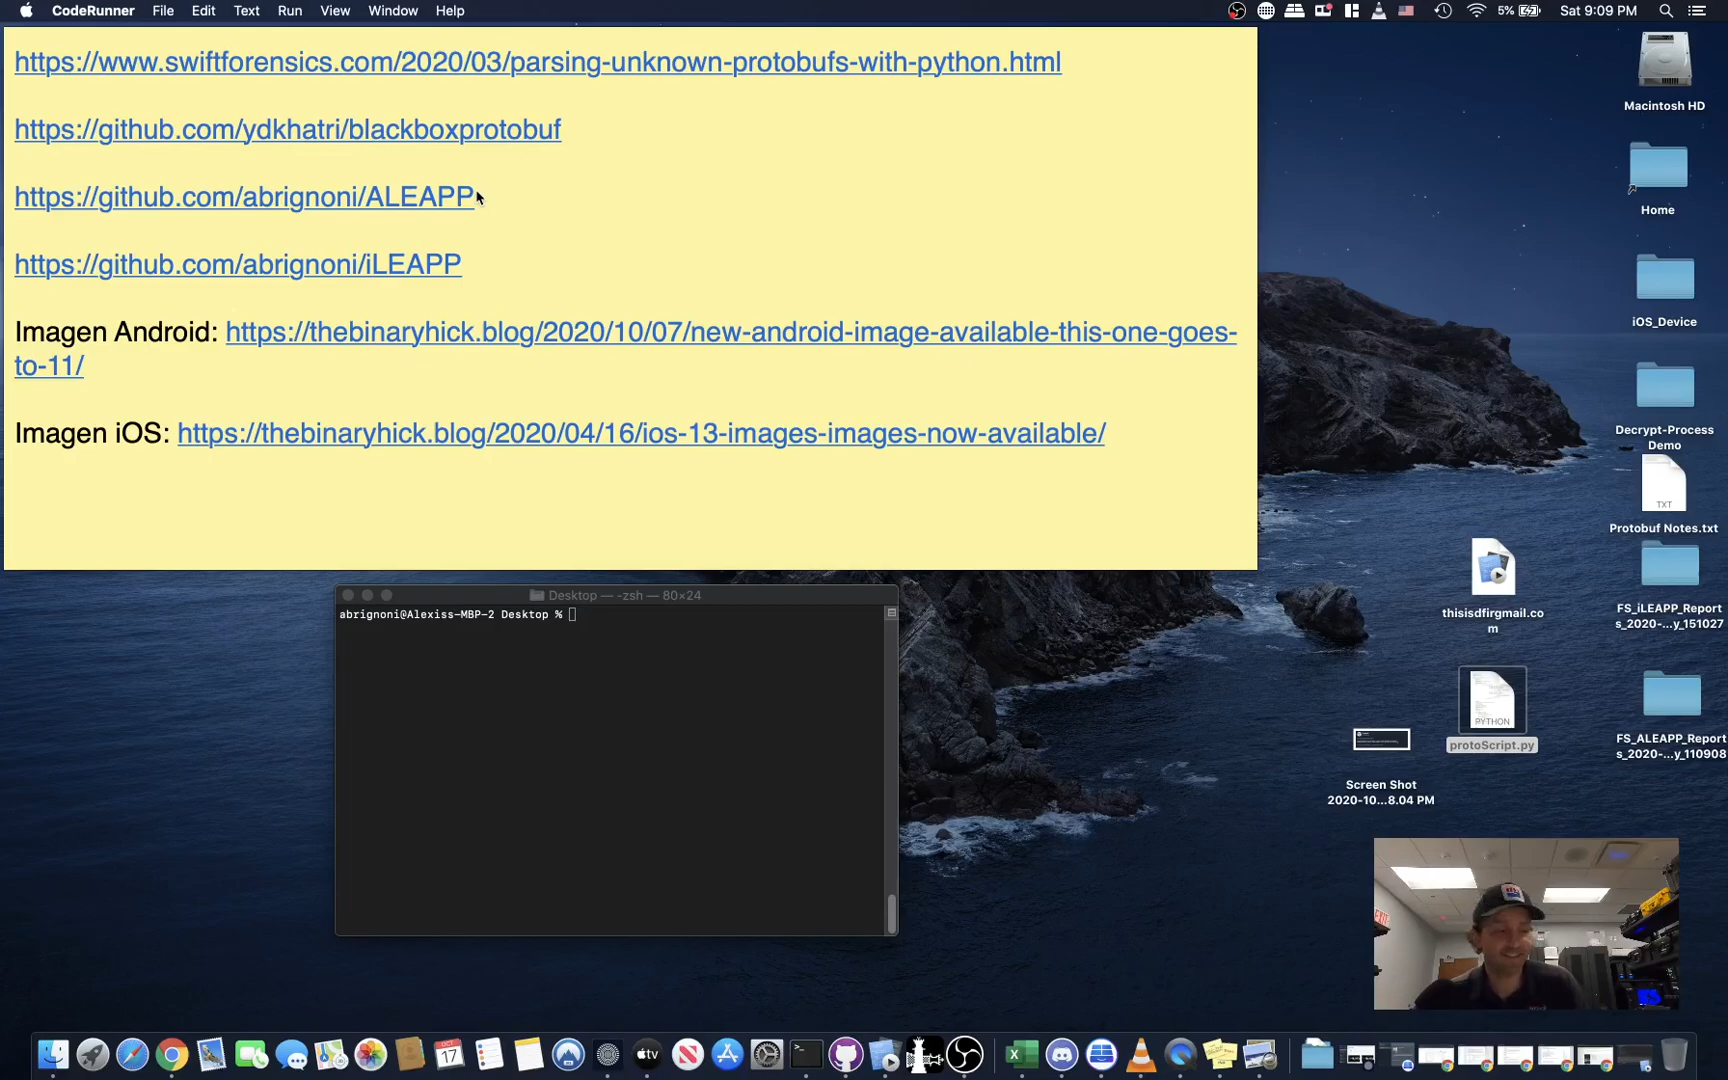 CodeRunner File Edit Text Run View Window Help 5% Sat 9:09 PM
https://www.swiftforensics.com/2020/03/parsing-unknown-protobufs-with-python.html
https://github.com/ydkhatri/blackboxprotobuf
https://github.com/abrignoni/ALEAPP
https://github.com/abrignoni/iLEAPP
Imagen Android: https://thebinaryhick.blog/2020/10/07/new-android-image-available-this-one-goes-
to-11/
Imagen iOS: https://thebinaryhick.blog/2020/04/16/ios-13-images-images-now-available/
Macintosh HD
Home
iOS_Device
Decrypt-Process
Demo
TXT
Protobuf Notes.txt
thisisdfirgmail.co
m
FS_iLEAPP_Report
s_2020-...y_151027
PYTHON
protoScript.py
FS_ALEAPP_Report
s_2020-...y_110908
Screen Shot
2020-10...8.04 PM
Desktop — -zsh — 80×24
abrignoni@Alexiss-MBP-2 Desktop %
EXIT
OCT
17
tv